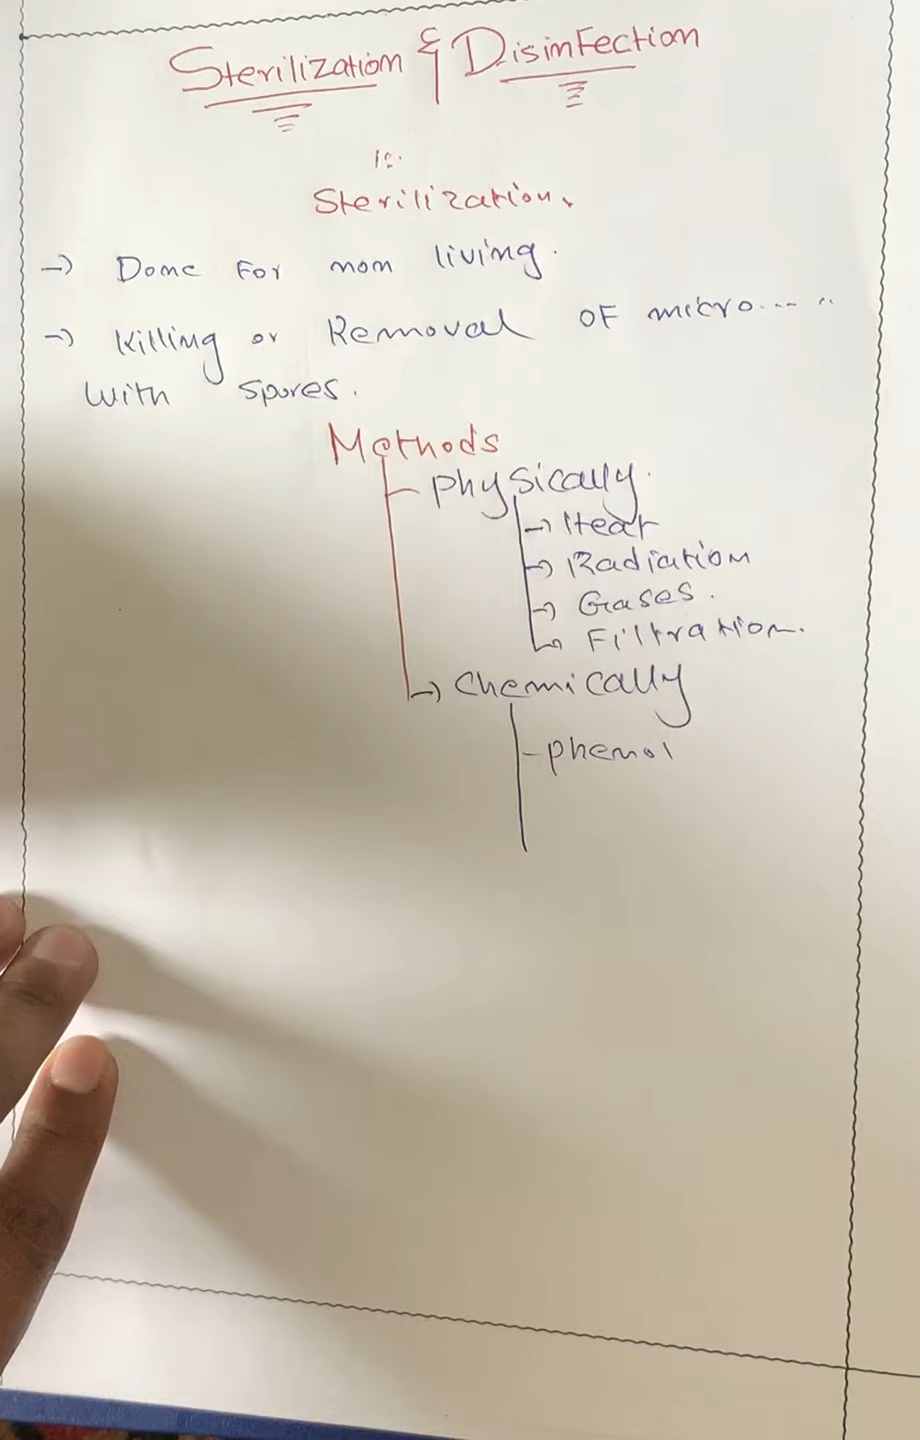 Sterilization & Disinfection
1:
Sterilization.
→ Done For non living.
→ Killing or Removal OF micro.... ..
with spores.
Methods
physically.
→ Heat
→ Radiation
→ Gases.
→ Filtration.
→ Chemically
- phenol